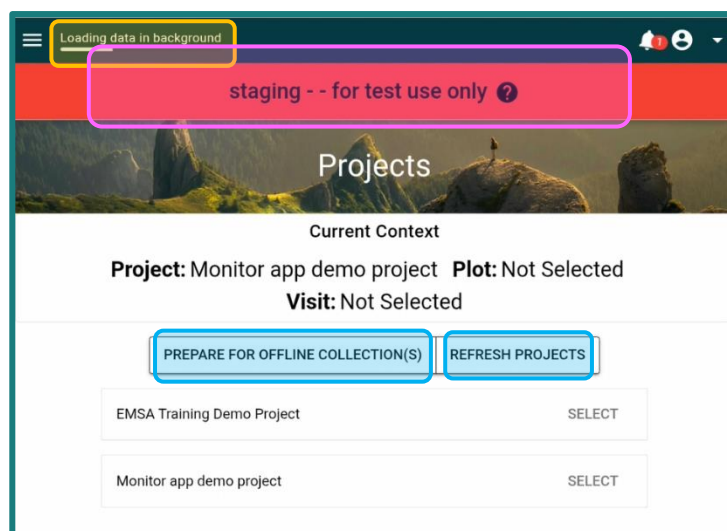 Loading data in background
1
staging - - for test use only ?
Projects
Current Context
Project: Monitor app demo project Plot: Not Selected
Visit: Not Selected
PREPARE FOR OFFLINE COLLECTION(S) REFRESH PROJECTS
EMSA Training Demo Project SELECT
Monitor app demo project SELECT